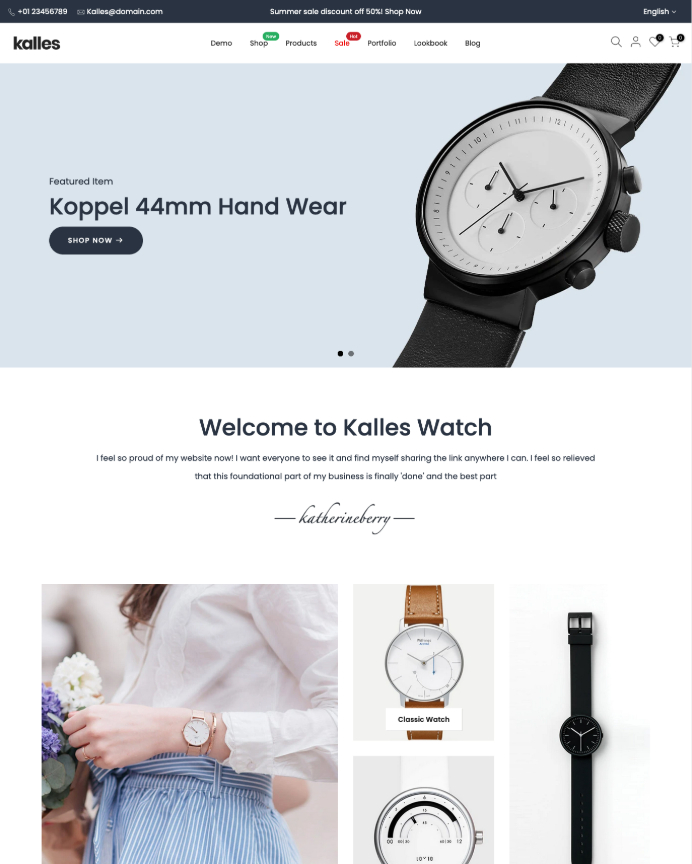 +01 23456789 Kalles@domain.com Summer sale discount off 50%! Shop Now English
kalles Demo Shop New Products Sale Hot Portfolio Lookbook Blog 0 0
Featured Item
Koppel 44mm Hand Wear
SHOP NOW →
Welcome to Kalles Watch
I feel so proud of my website now! I want everyone to see it and find myself sharing the link anywhere I can. I feel so relieved
that this foundational part of my business is finally 'done' and the best part
katherineberry
Classic Watch